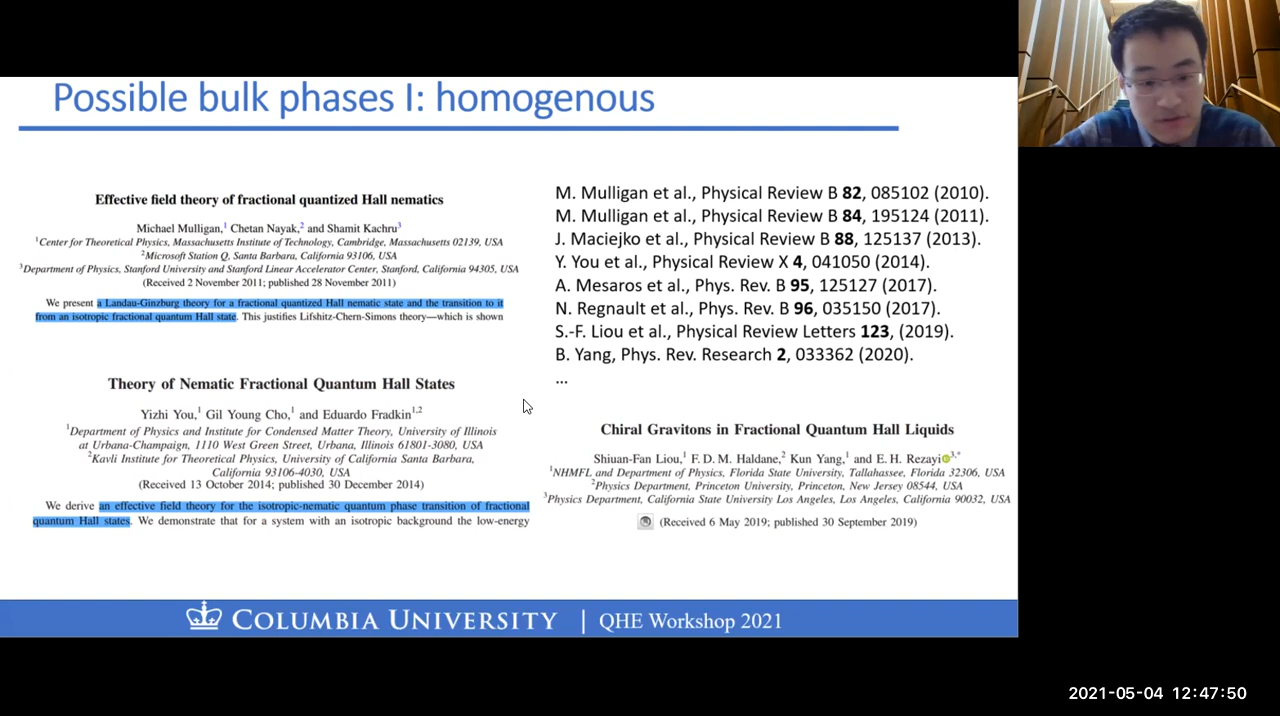 Possible bulk phases I: homogenous
Effective field theory of fractional quantized Hall nematics
Michael Mulligan,1 Chetan Nayak,2 and Shamit Kachru3
1Center for Theoretical Physics, Massachusetts Institute of Technology, Cambridge, Massachusetts 02139, USA
2Microsoft Station Q, Santa Barbara, California 93106, USA
3Department of Physics, Stanford University and Stanford Linear Accelerator Center, Stanford, California 94305, USA
(Received 2 November 2011; published 28 November 2011)
We present a Landau-Ginzburg theory for a fractional quantized Hall nematic state and the transition to it
from an isotropic fractional quantum Hall state. This justifies Lifshitz-Chern-Simons theory—which is shown
Theory of Nematic Fractional Quantum Hall States
Yizhi You,1 Gil Young Cho,1 and Eduardo Fradkin1,2
1Department of Physics and Institute for Condensed Matter Theory, University of Illinois
at Urbana-Champaign, 1110 West Green Street, Urbana, Illinois 61801-3080, USA
2Kavli Institute for Theoretical Physics, University of California Santa Barbara,
California 93106-4030, USA
(Received 13 October 2014; published 30 December 2014)
We derive an effective field theory for the isotropic-nematic quantum phase transition of fractional
quantum Hall states. We demonstrate that for a system with an isotropic background the low-energy
M. Mulligan et al., Physical Review B 82, 085102 (2010).
M. Mulligan et al., Physical Review B 84, 195124 (2011).
J. Maciejko et al., Physical Review B 88, 125137 (2013).
Y. You et al., Physical Review X 4, 041050 (2014).
A. Mesaros et al., Phys. Rev. B 95, 125127 (2017).
N. Regnault et al., Phys. Rev. B 96, 035150 (2017).
S.-F. Liou et al., Physical Review Letters 123, (2019).
B. Yang, Phys. Rev. Research 2, 033362 (2020).
...
Chiral Gravitons in Fractional Quantum Hall Liquids
Shiuan-Fan Liou,1 F. D. M. Haldane,2 Kun Yang,1 and E. H. Rezayi3,*
1NHMFL and Department of Physics, Florida State University, Tallahassee, Florida 32306, USA
2Physics Department, Princeton University, Princeton, New Jersey 08544, USA
3Physics Department, California State University Los Angeles, Los Angeles, California 90032, USA
(Received 6 May 2019; published 30 September 2019)
COLUMBIA UNIVERSITY | QHE Workshop 2021
2021-05-04 12:47:50